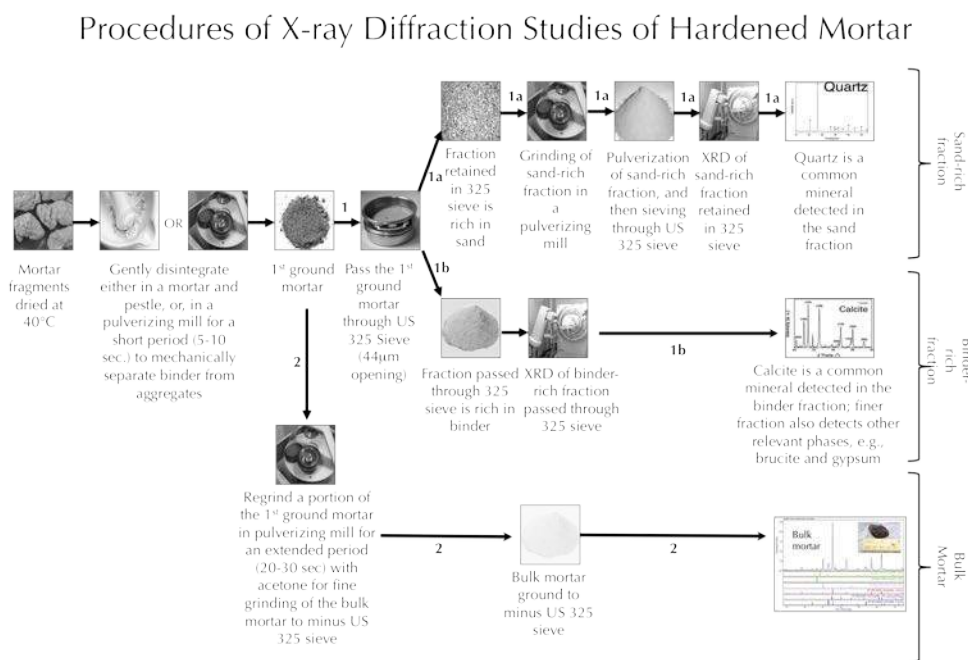 Procedures of X-ray Diffraction Studies of Hardened Mortar
Mortar
fragments
dried at
40°C
OR
Gently disintegrate
either in a mortar and
pestle, or, in a
pulverizing mill for a
short period (5-10
sec.) to mechanically
separate binder from
aggregates
1st ground
mortar
1
Pass the 1st
ground
mortar
through US
325 Sieve
(44μm
opening)
1a
Fraction
retained
in 325
sieve is
rich in
sand
1a
Grinding of
sand-rich
fraction in
a
pulverizing
mill
1a
Pulverization
of sand-rich
fraction, and
then sieving
through US
325 sieve
1a
XRD of
sand-rich
fraction
retained in
325 sieve
1a
Quartz
Quartz is a
common
mineral
detected in
the sand
fraction
Sand-rich
fraction
1b
Fraction passed
through 325
sieve is rich in
binder
XRD of binder-
rich fraction
passed through
325 sieve
1b
Calcite
Calcite is a common
mineral detected in the
binder fraction; finer
fraction also detects other
relevant phases, e.g.,
brucite and gypsum
Binder-
rich
fraction
2
Regrind a portion of
the 1st ground mortar
in pulverizing mill for
an extended period
(20-30 sec) with
acetone for fine
grinding of the bulk
mortar to minus US
325 sieve
2
Bulk mortar
ground to
minus US 325
sieve
2
Bulk
mortar
Bulk
Mortar